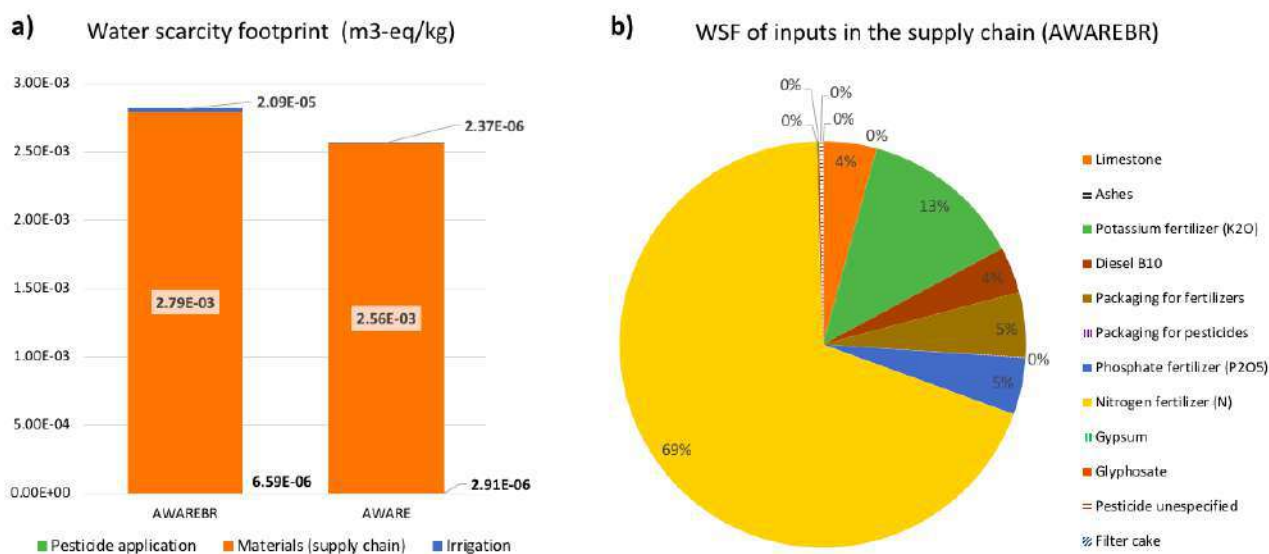 a)
Water scarcity footprint (m3-eq/kg)
3.00E-03
2.50E-03
2.00E-03
1.50E-03
1.00E-03
5.00E-04
0.00E+00
2.09E-05
2.37E-06
2.79E-03
2.56E-03
6.59E-06
2.91E-06
AWAREBR
AWARE
Pesticide application
Materials (supply chain)
Irrigation
b)
WSF of inputs in the supply chain (AWAREBR)
0%
0%
0%
0%
0%
4%
13%
4%
5%
0%
5%
69%
Limestone
Ashes
Potassium fertilizer (K2O)
Diesel B10
Packaging for fertilizers
Packaging for pesticides
Phosphate fertilizer (P2O5)
Nitrogen fertilizer (N)
Gypsum
Glyphosate
Pesticide unespecified
Filter cake